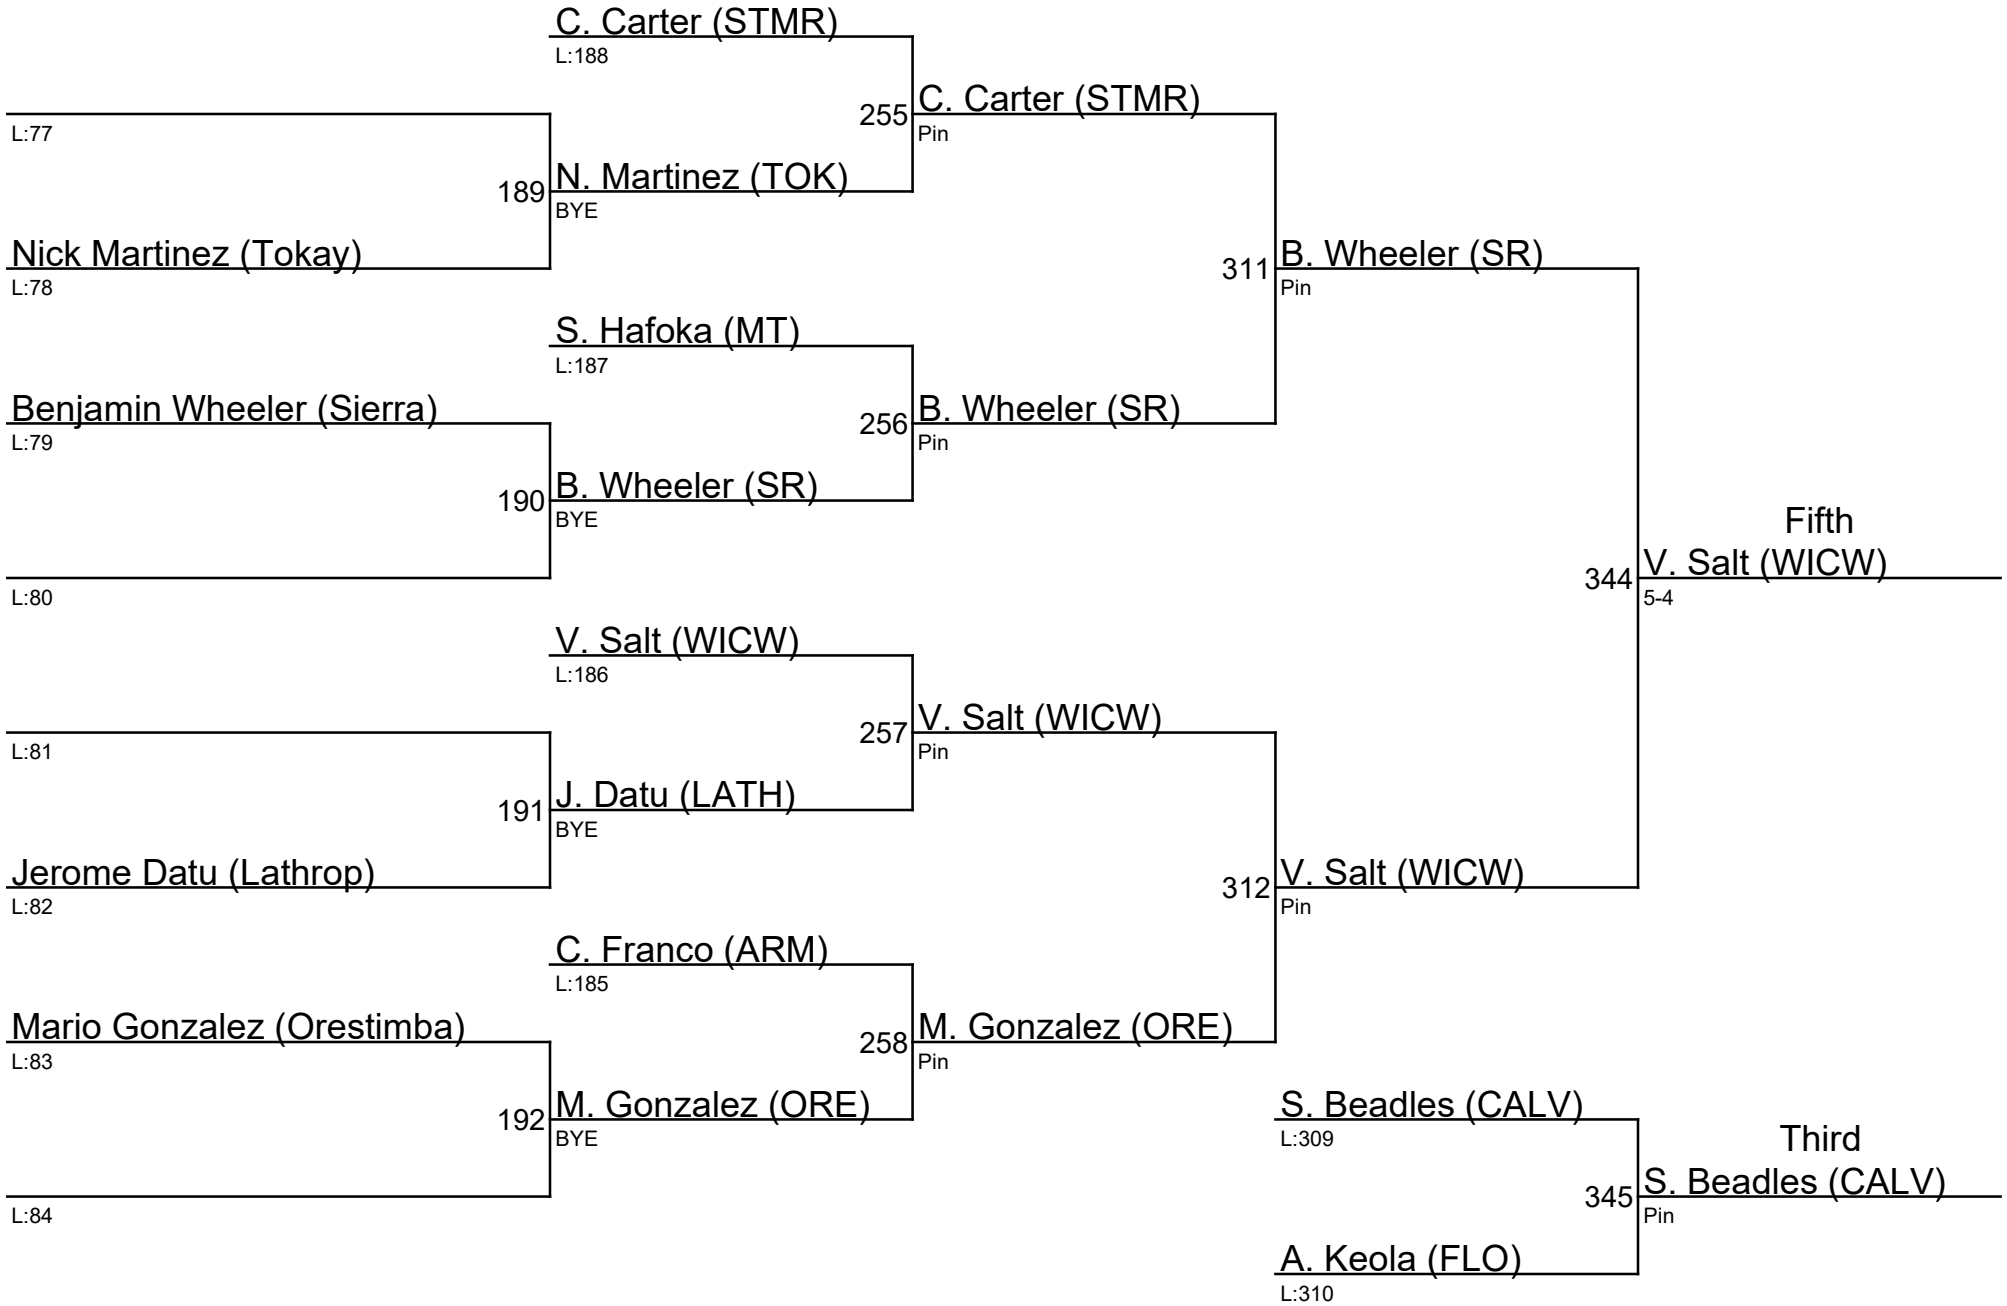 C. Carter (STMR)
L:188
255
C. Carter (STMR)
Pin
L:77
189
N. Martinez (TOK)
BYE
Nick Martinez (Tokay)
L:78
311
B. Wheeler (SR)
Pin
S. Hafoka (MT)
L:187
Benjamin Wheeler (Sierra)
L:79
256
B. Wheeler (SR)
Pin
190
B. Wheeler (SR)
BYE
L:80
Fifth
344
V. Salt (WICW)
5-4
V. Salt (WICW)
L:186
257
V. Salt (WICW)
Pin
L:81
191
J. Datu (LATH)
BYE
Jerome Datu (Lathrop)
L:82
312
V. Salt (WICW)
Pin
C. Franco (ARM)
L:185
Mario Gonzalez (Orestimba)
L:83
258
M. Gonzalez (ORE)
Pin
192
M. Gonzalez (ORE)
BYE
L:84
S. Beadles (CALV)
L:309
Third
345
S. Beadles (CALV)
Pin
A. Keola (FLO)
L:310